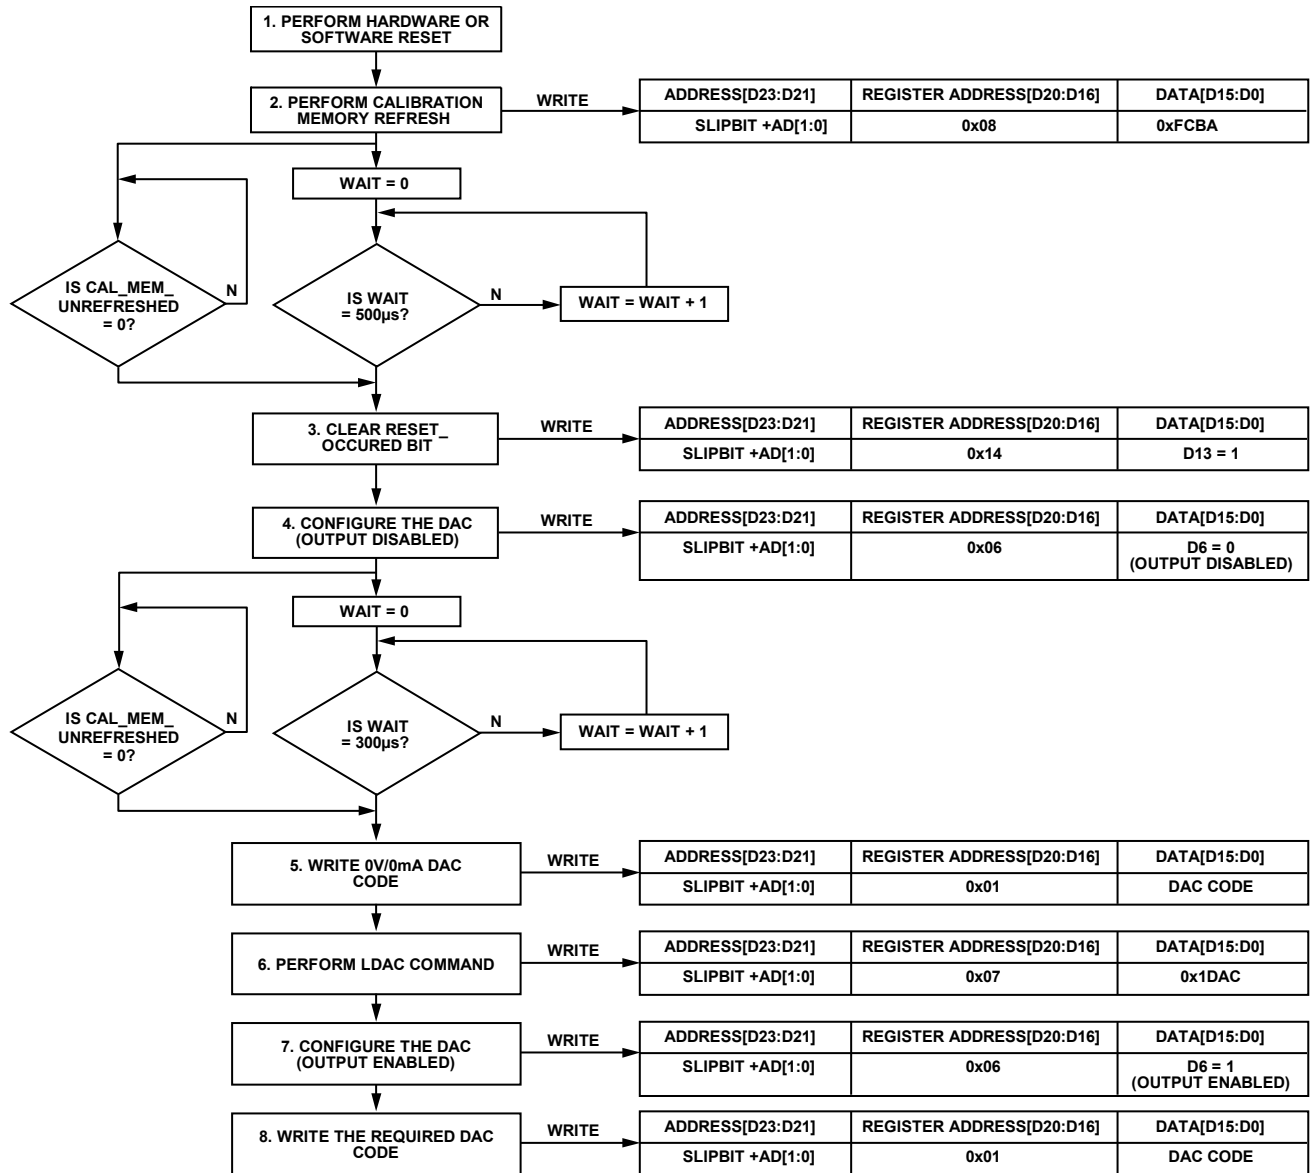 1. PERFORM HARDWARE OR
SOFTWARE RESET
2. PERFORM CALIBRATION
MEMORY REFRESH
WRITE
ADDRESS[D23:D21] REGISTER ADDRESS[D20:D16] DATA[D15:D0]
SLIPBIT +AD[1:0] 0x08 0xFCBA
WAIT = 0
IS CAL_MEM_
UNREFRESHED
= 0?
N
IS WAIT
= 500µs?
N
WAIT = WAIT + 1
3. CLEAR RESET_
OCCURED BIT
WRITE
ADDRESS[D23:D21] REGISTER ADDRESS[D20:D16] DATA[D15:D0]
SLIPBIT +AD[1:0] 0x14 D13 = 1
4. CONFIGURE THE DAC
(OUTPUT DISABLED)
WRITE
ADDRESS[D23:D21] REGISTER ADDRESS[D20:D16] DATA[D15:D0]
SLIPBIT +AD[1:0] 0x06 D6 = 0
(OUTPUT DISABLED)
WAIT = 0
IS CAL_MEM_
UNREFRESHED
= 0?
N
IS WAIT
= 300µs?
N
WAIT = WAIT + 1
5. WRITE 0V/0mA DAC
CODE
WRITE
ADDRESS[D23:D21] REGISTER ADDRESS[D20:D16] DATA[D15:D0]
SLIPBIT +AD[1:0] 0x01 DAC CODE
6. PERFORM LDAC COMMAND
WRITE
ADDRESS[D23:D21] REGISTER ADDRESS[D20:D16] DATA[D15:D0]
SLIPBIT +AD[1:0] 0x07 0x1DAC
7. CONFIGURE THE DAC
(OUTPUT ENABLED)
WRITE
ADDRESS[D23:D21] REGISTER ADDRESS[D20:D16] DATA[D15:D0]
SLIPBIT +AD[1:0] 0x06 D6 = 1
(OUTPUT ENABLED)
8. WRITE THE REQUIRED DAC
CODE
WRITE
ADDRESS[D23:D21] REGISTER ADDRESS[D20:D16] DATA[D15:D0]
SLIPBIT +AD[1:0] 0x01 DAC CODE